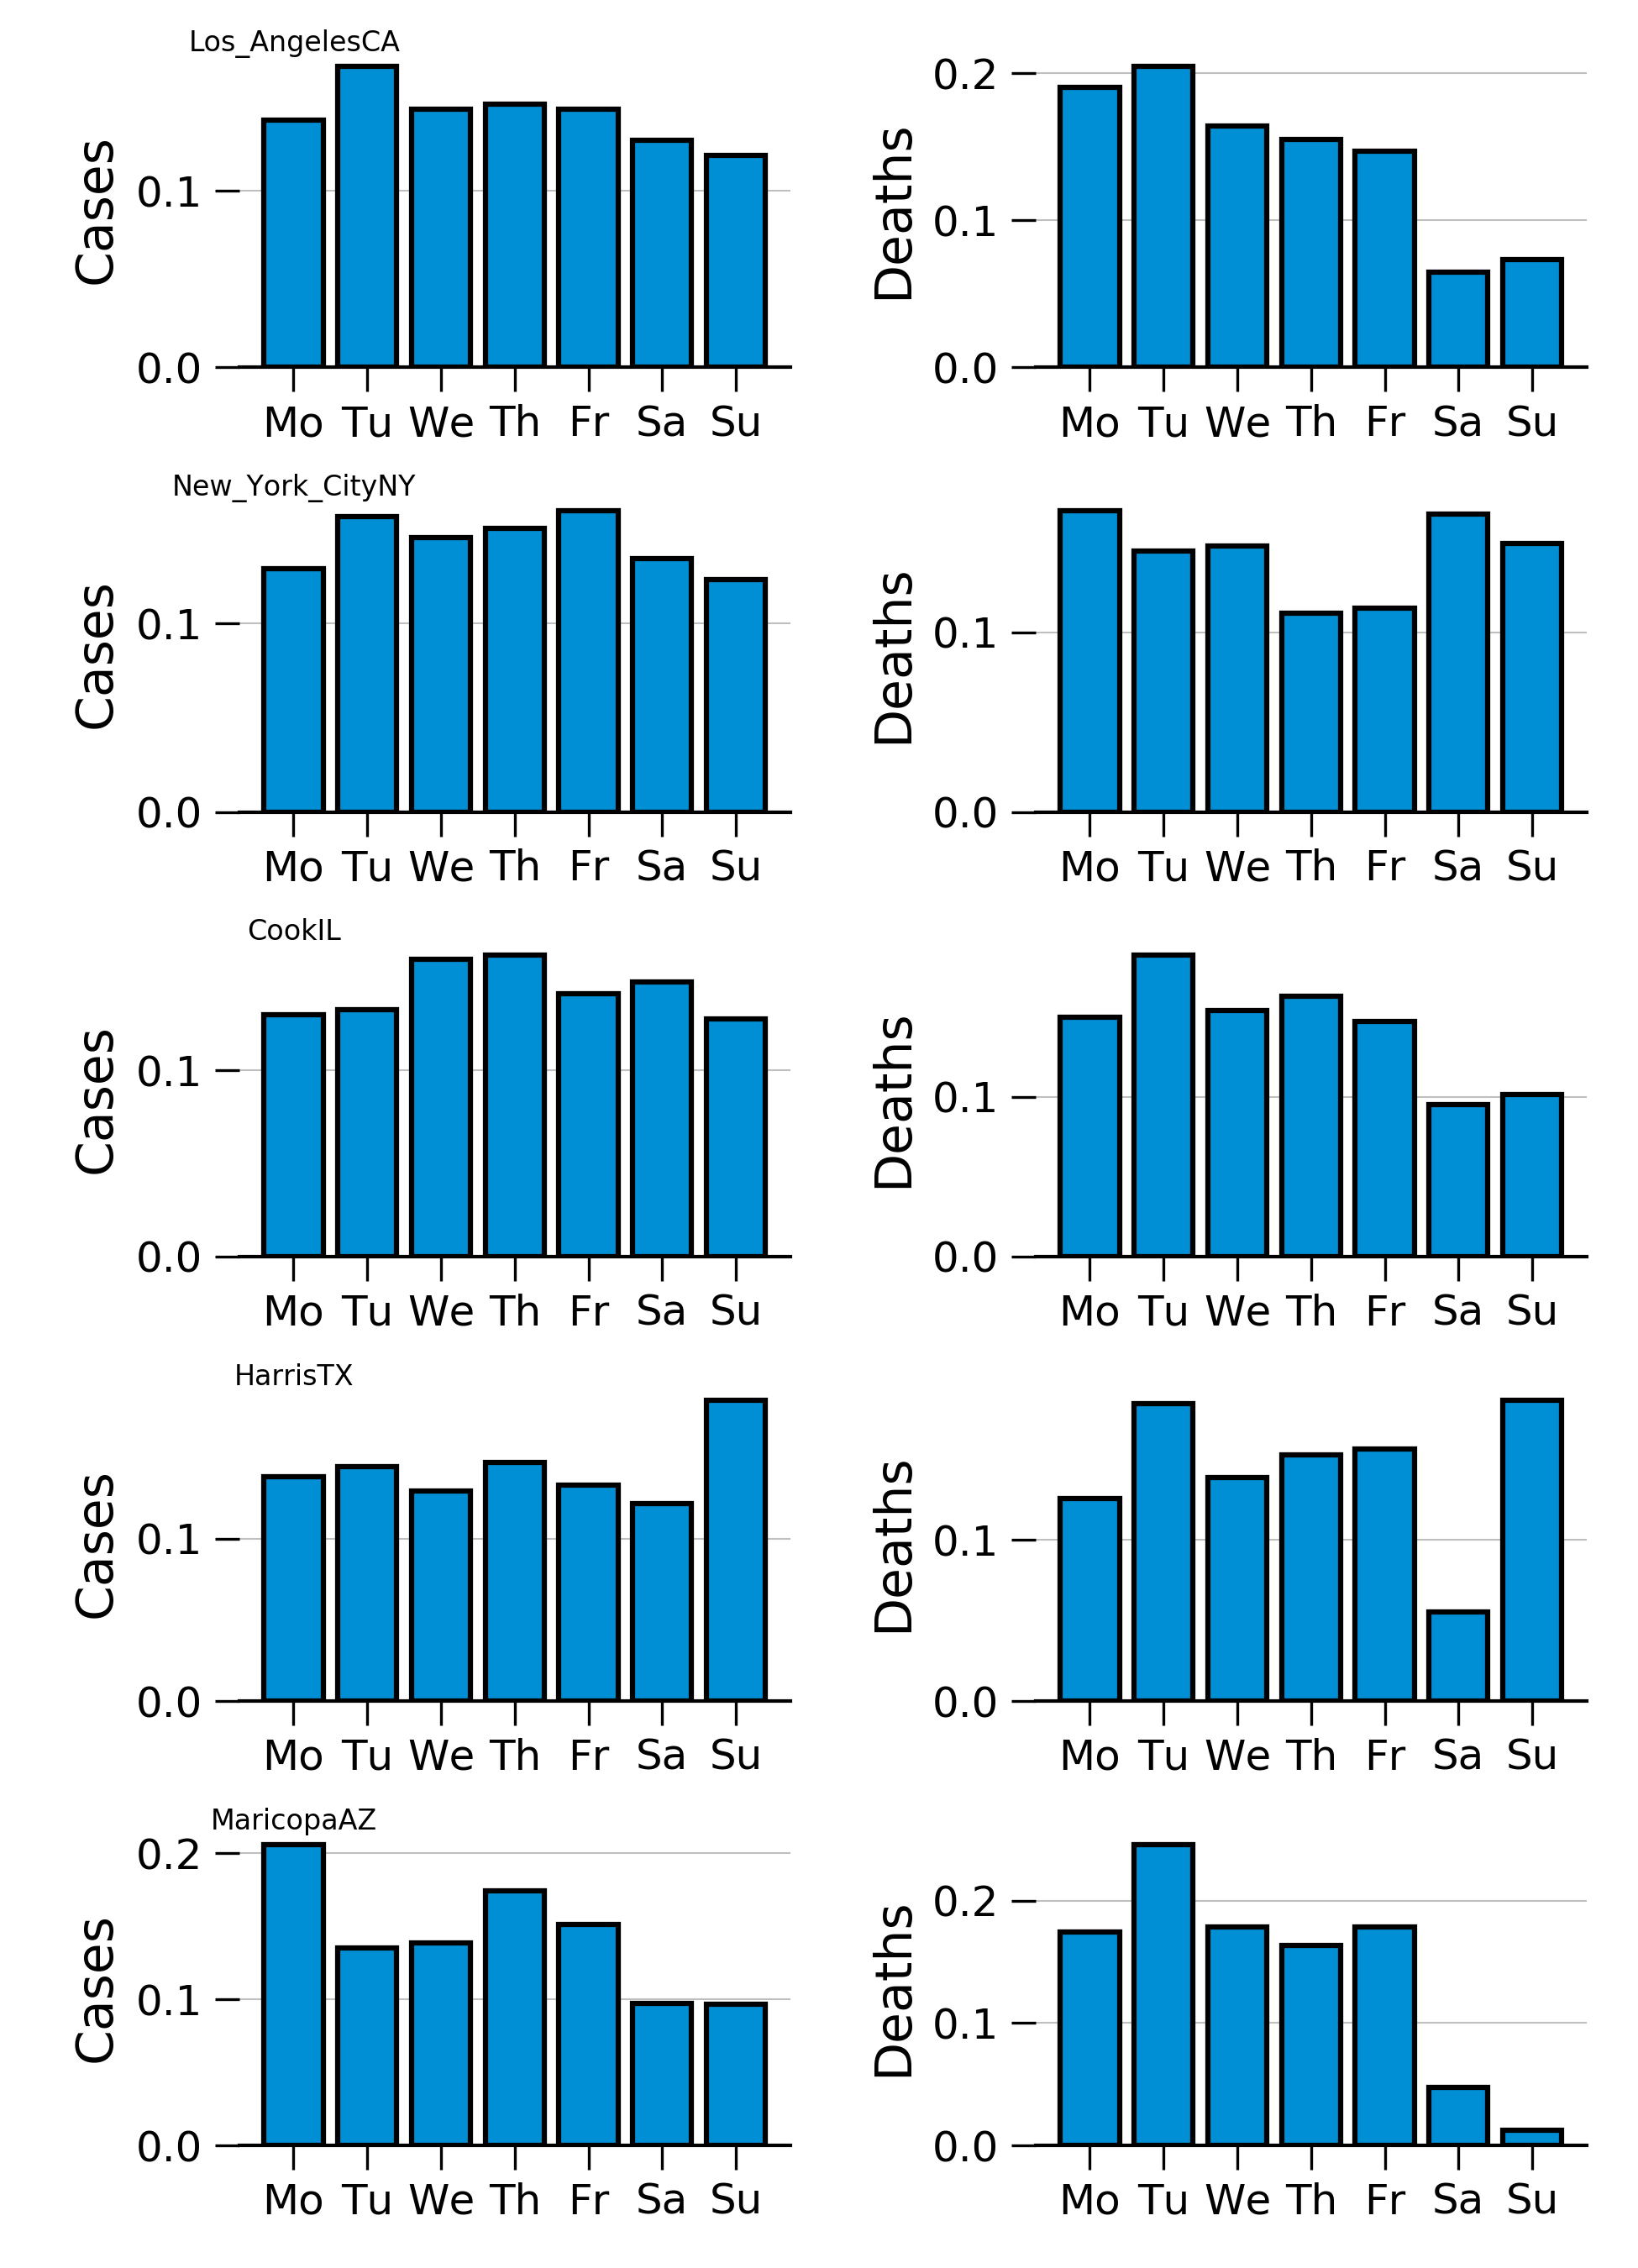 Los_AngelesCA
Cases
0.1
0.0
Mo Tu We Th Fr Sa Su
Deaths
0.2
0.1
0.0
Mo Tu We Th Fr Sa Su
New_York_CityNY
Cases
0.1
0.0
Mo Tu We Th Fr Sa Su
Deaths
0.1
0.0
Mo Tu We Th Fr Sa Su
CookIL
Cases
0.1
0.0
Mo Tu We Th Fr Sa Su
Deaths
0.1
0.0
Mo Tu We Th Fr Sa Su
HarrisTX
Cases
0.1
0.0
Mo Tu We Th Fr Sa Su
Deaths
0.1
0.0
Mo Tu We Th Fr Sa Su
MaricopaAZ
Cases
0.2
0.1
0.0
Mo Tu We Th Fr Sa Su
Deaths
0.2
0.1
0.0
Mo Tu We Th Fr Sa Su